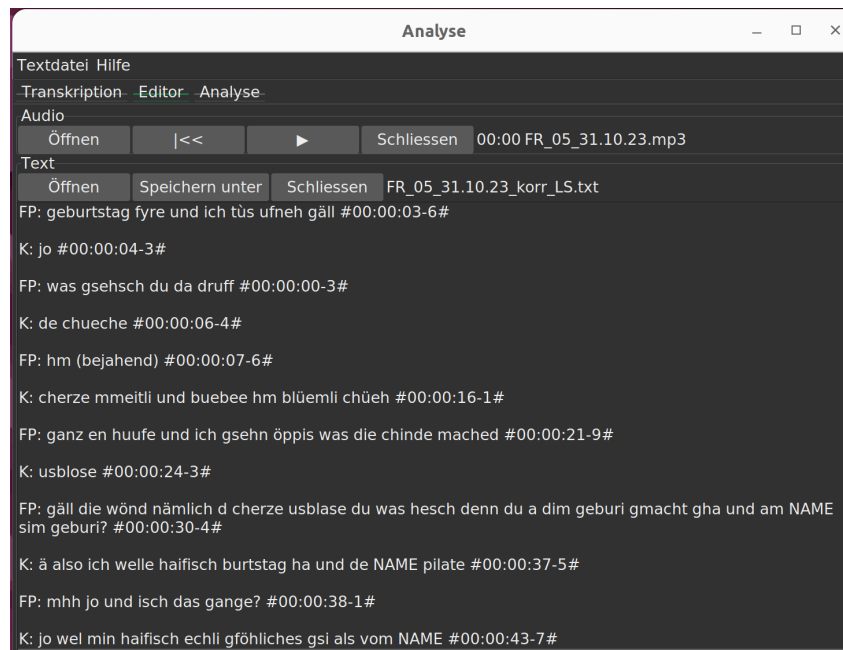 Analyse
Textdatei Hilfe
Transkription Editor Analyse
Audio
Öffnen |<< ▶ Schliessen 00:00 FR_05_31.10.23.mp3
Text
Öffnen Speichern unter Schliessen FR_05_31.10.23_korr_LS.txt
FP: geburtstag fyre und ich tùs ufneh gäll #00:00:03-6#
K: jo #00:00:04-3#
FP: was gsehsch du da druff #00:00:00-3#
K: de chueche #00:00:06-4#
FP: hm (bejahend) #00:00:07-6#
K: cherze mmeitli und buebee hm blüemli chüeh #00:00:16-1#
FP: ganz en huufe und ich gsehn öppis was die chinde mached #00:00:21-9#
K: usblose #00:00:24-3#
FP: gäll die wönd nämlich d cherze usblase du was hesch denn du a dim geburi gmacht gha und am NAME
sim geburi? #00:00:30-4#
K: ä also ich welle haifisch burtstag ha und de NAME pilate #00:00:37-5#
FP: mhh jo und isch das gange? #00:00:38-1#
K: jo wel min haifisch echli gföhliches gsi als vom NAME #00:00:43-7#